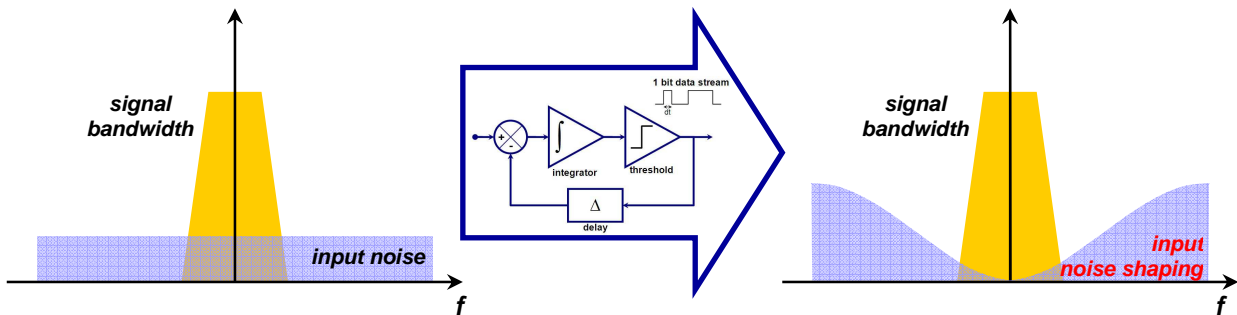 signal
bandwidth
input noise
f
1 bit data stream
dt
+
-
∫
integrator
threshold
Δ
delay
signal
bandwidth
input
noise shaping
f